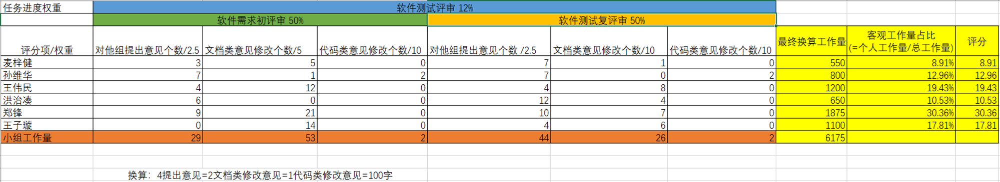 任务进度权重 软件测试评审 12%
软件需求初评审 50% 软件测试复评审 50%
评分项/权重 对他组提出意见个数/2.5 文档类意见修改个数/5 代码类意见修改个数/10 对他组提出意见个数 /2.5 文档类意见修改个数/10 代码类意见修改个数/10 最终换算工作量 客观工作量占比 评分
(=个人工作量/总工作量)
麦梓健 3 5 0 7 1 0 550 8.91% 8.91
孙维华 7 1 2 7 0 2 800 12.96% 12.96
王伟民 4 12 0 4 8 0 1200 19.43% 19.43
洪治凑 6 0 0 12 4 0 650 10.53% 10.53
郑锋 9 21 0 10 7 0 1875 30.36% 30.36
王子璇 0 14 0 4 6 0 1100 17.81% 17.81
小组工作量 29 53 2 44 26 2 6175
换算：4提出意见=2文档类修改意见=1代码类修改意见=100字